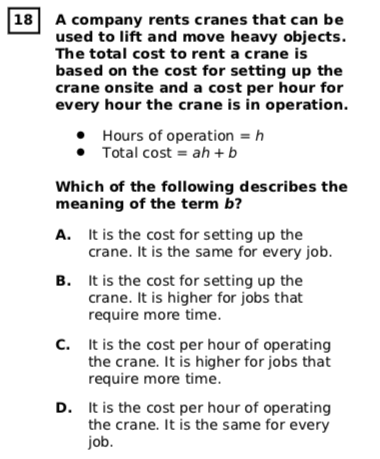 18 A company rents cranes that can be
used to lift and move heavy objects.
The total cost to rent a crane is
based on the cost for setting up the
crane onsite and a cost per hour for
every hour the crane is in operation.
• Hours of operation = h
• Total cost = ah + b
Which of the following describes the
meaning of the term b?
A. It is the cost for setting up the
crane. It is the same for every job.
B. It is the cost for setting up the
crane. It is higher for jobs that
require more time.
C. It is the cost per hour of operating
the crane. It is higher for jobs that
require more time.
D. It is the cost per hour of operating
the crane. It is the same for every
job.